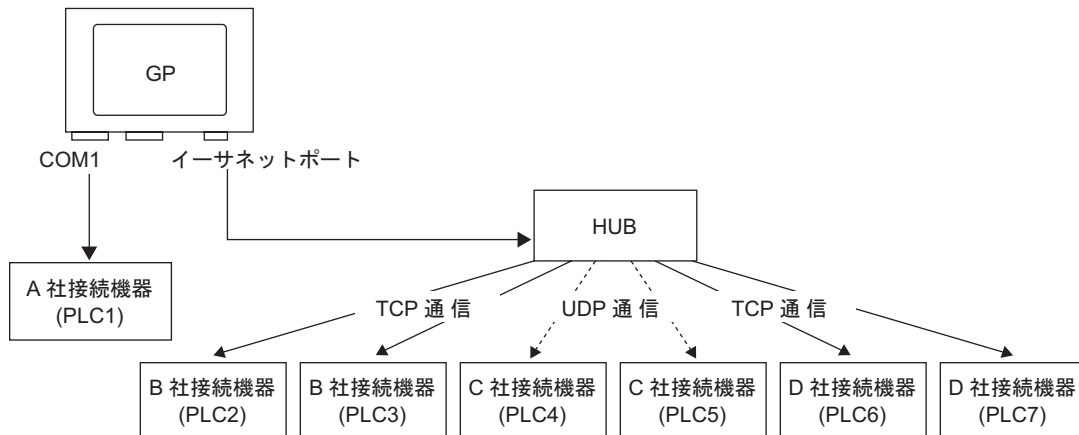 GP
COM1
イーサネットポート
HUB
A 社接続機器
(PLC1)
TCP 通 信
UDP 通 信
TCP 通 信
B 社接続機器
(PLC2)
B 社接続機器
(PLC3)
C 社接続機器
(PLC4)
C 社接続機器
(PLC5)
D 社接続機器
(PLC6)
D 社接続機器
(PLC7)